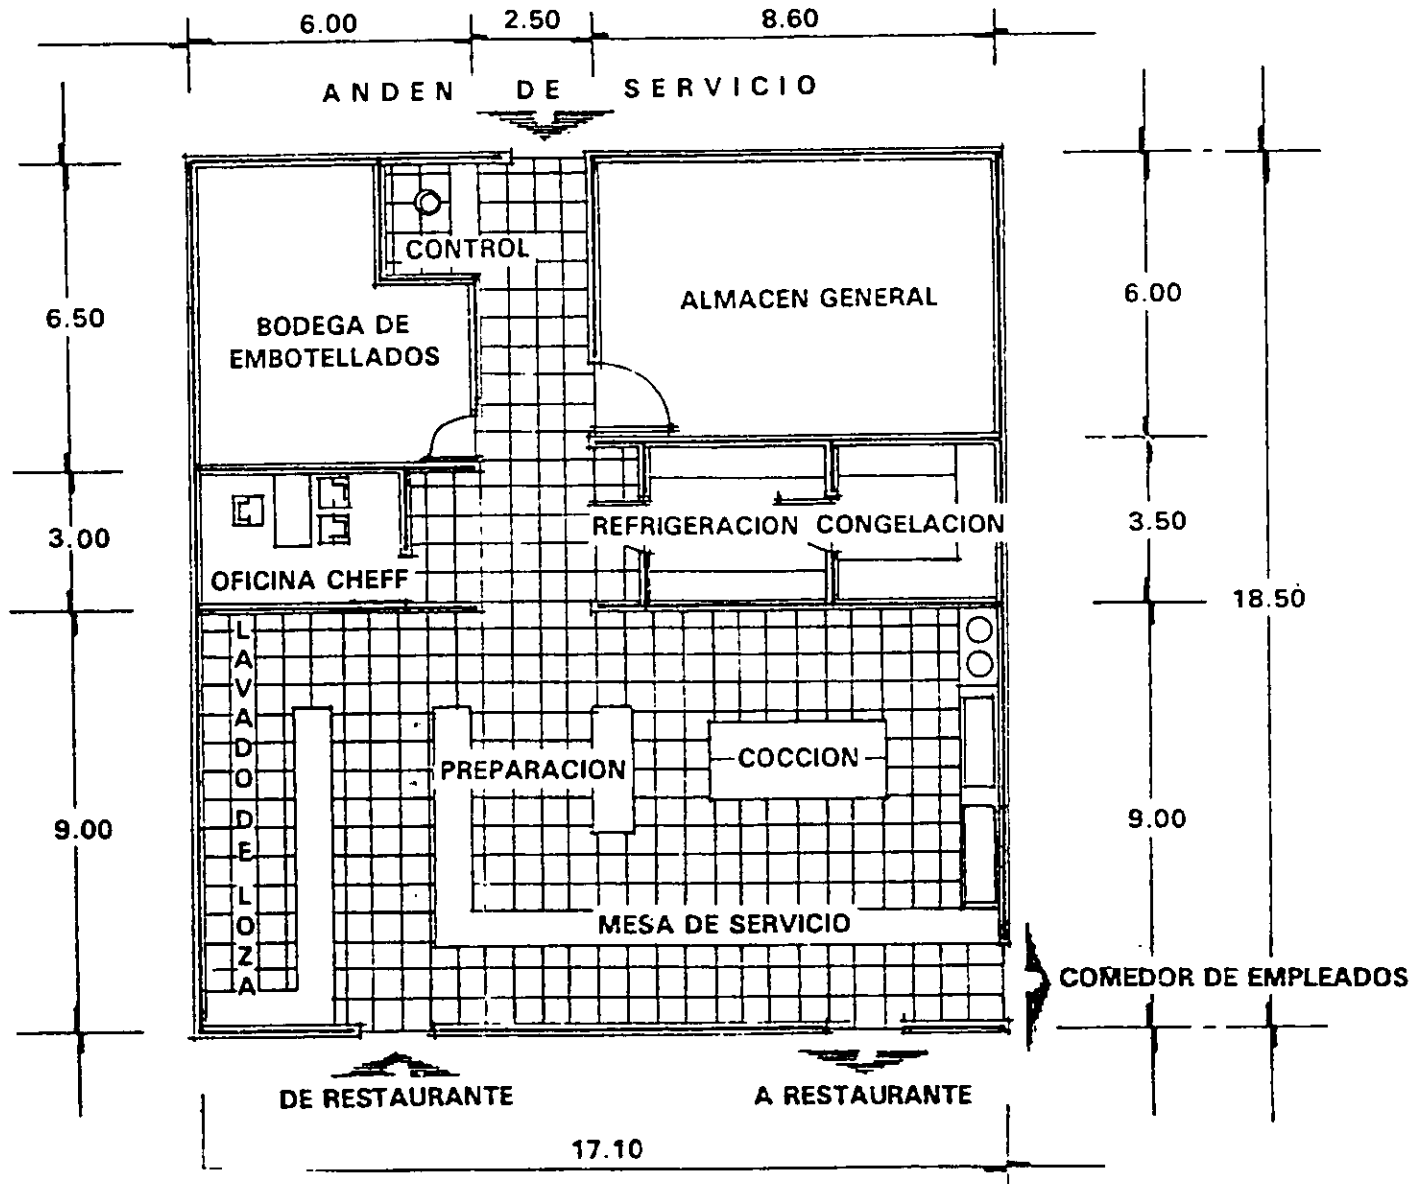 6.00 2.50 8.60
ANDEN DE SERVICIO
CONTROL
6.50
BODEGA DE
EMBOTELLADOS
ALMACEN GENERAL
6.00
3.00
OFICINA CHEFF
REFRIGERACION CONGELACION
3.50
18.50
LAVADO DE LOZA
9.00
PREPARACION
COCCION
9.00
MESA DE SERVICIO
COMEDOR DE EMPLEADOS
DE RESTAURANTE
A RESTAURANTE
17.10